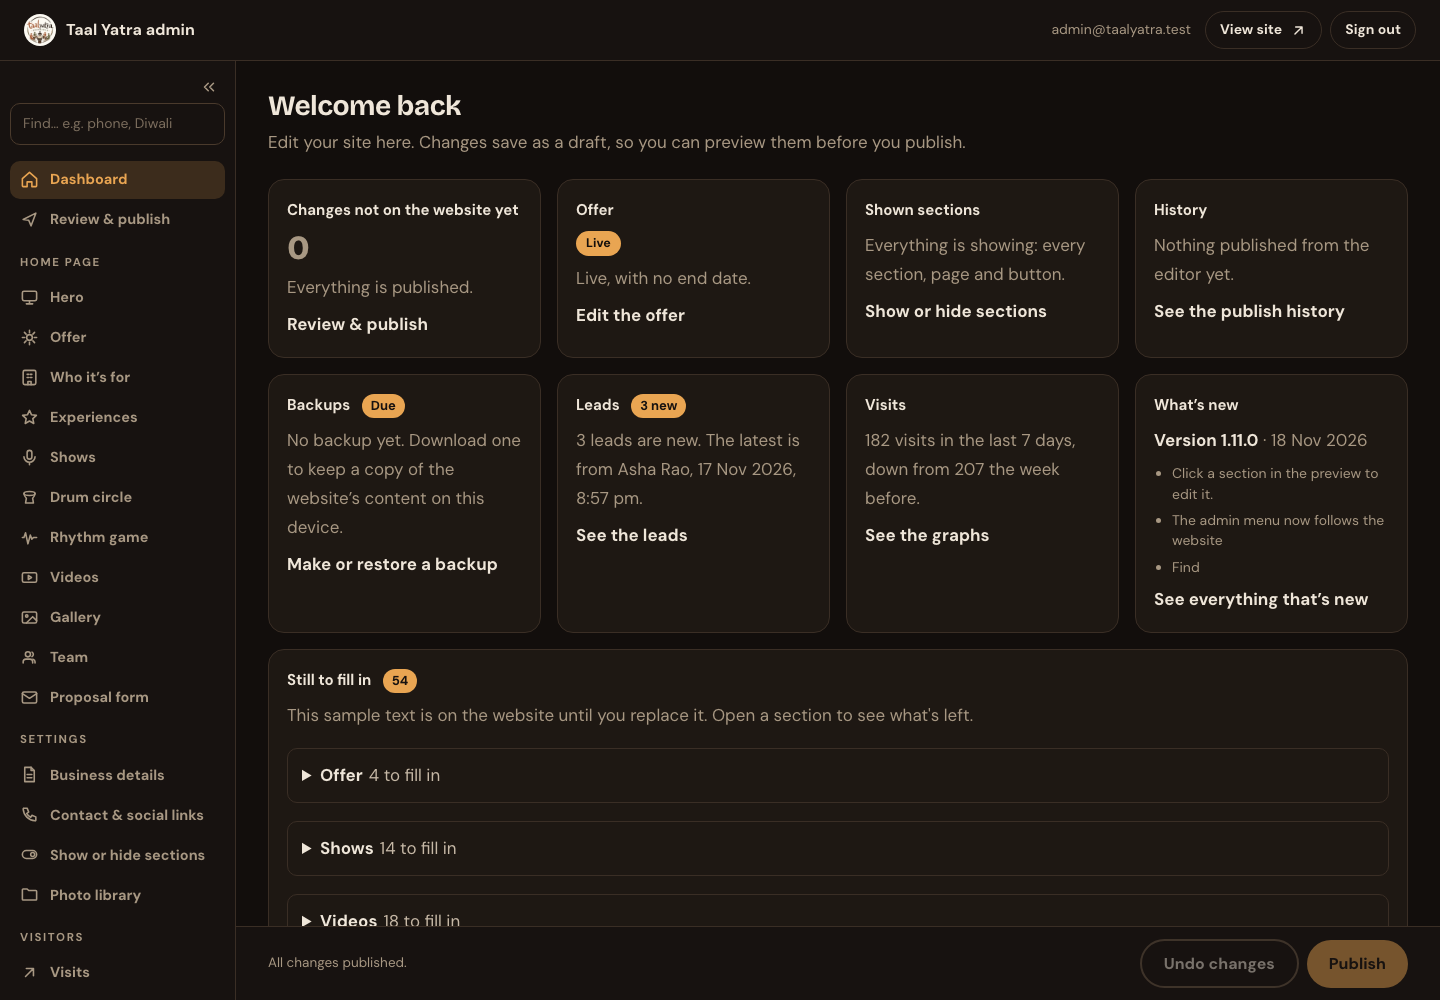 Taal Yatra admin
admin@taalyatra.test
View site
Sign out
Find… e.g. phone, Diwali
Dashboard
Review & publish
HOME PAGE
Hero
Offer
Who it’s for
Experiences
Shows
Drum circle
Rhythm game
Videos
Gallery
Team
Proposal form
SETTINGS
Business details
Contact & social links
Show or hide sections
Photo library
VISITORS
Visits
Welcome back
Edit your site here. Changes save as a draft, so you can preview them before you publish.
Changes not on the website yet
0
Everything is published.
Review & publish
Offer
Live
Live, with no end date.
Edit the offer
Shown sections
Everything is showing: every
section, page and button.
Show or hide sections
History
Nothing published from the
editor yet.
See the publish history
Backups Due
No backup yet. Download one
to keep a copy of the
website’s content on this
device.
Make or restore a backup
Leads 3 new
3 leads are new. The latest is
from Asha Rao, 17 Nov 2026,
8:57 pm.
See the leads
Visits
182 visits in the last 7 days,
down from 207 the week
before.
See the graphs
What’s new
Version 1.11.0 · 18 Nov 2026
• Click a section in the preview to
edit it.
• The admin menu now follows the
website
• Find
See everything that’s new
Still to fill in 54
This sample text is on the website until you replace it. Open a section to see what's left.
Offer 4 to fill in
Shows 14 to fill in
Videos 18 to fill in
All changes published.
Undo changes
Publish